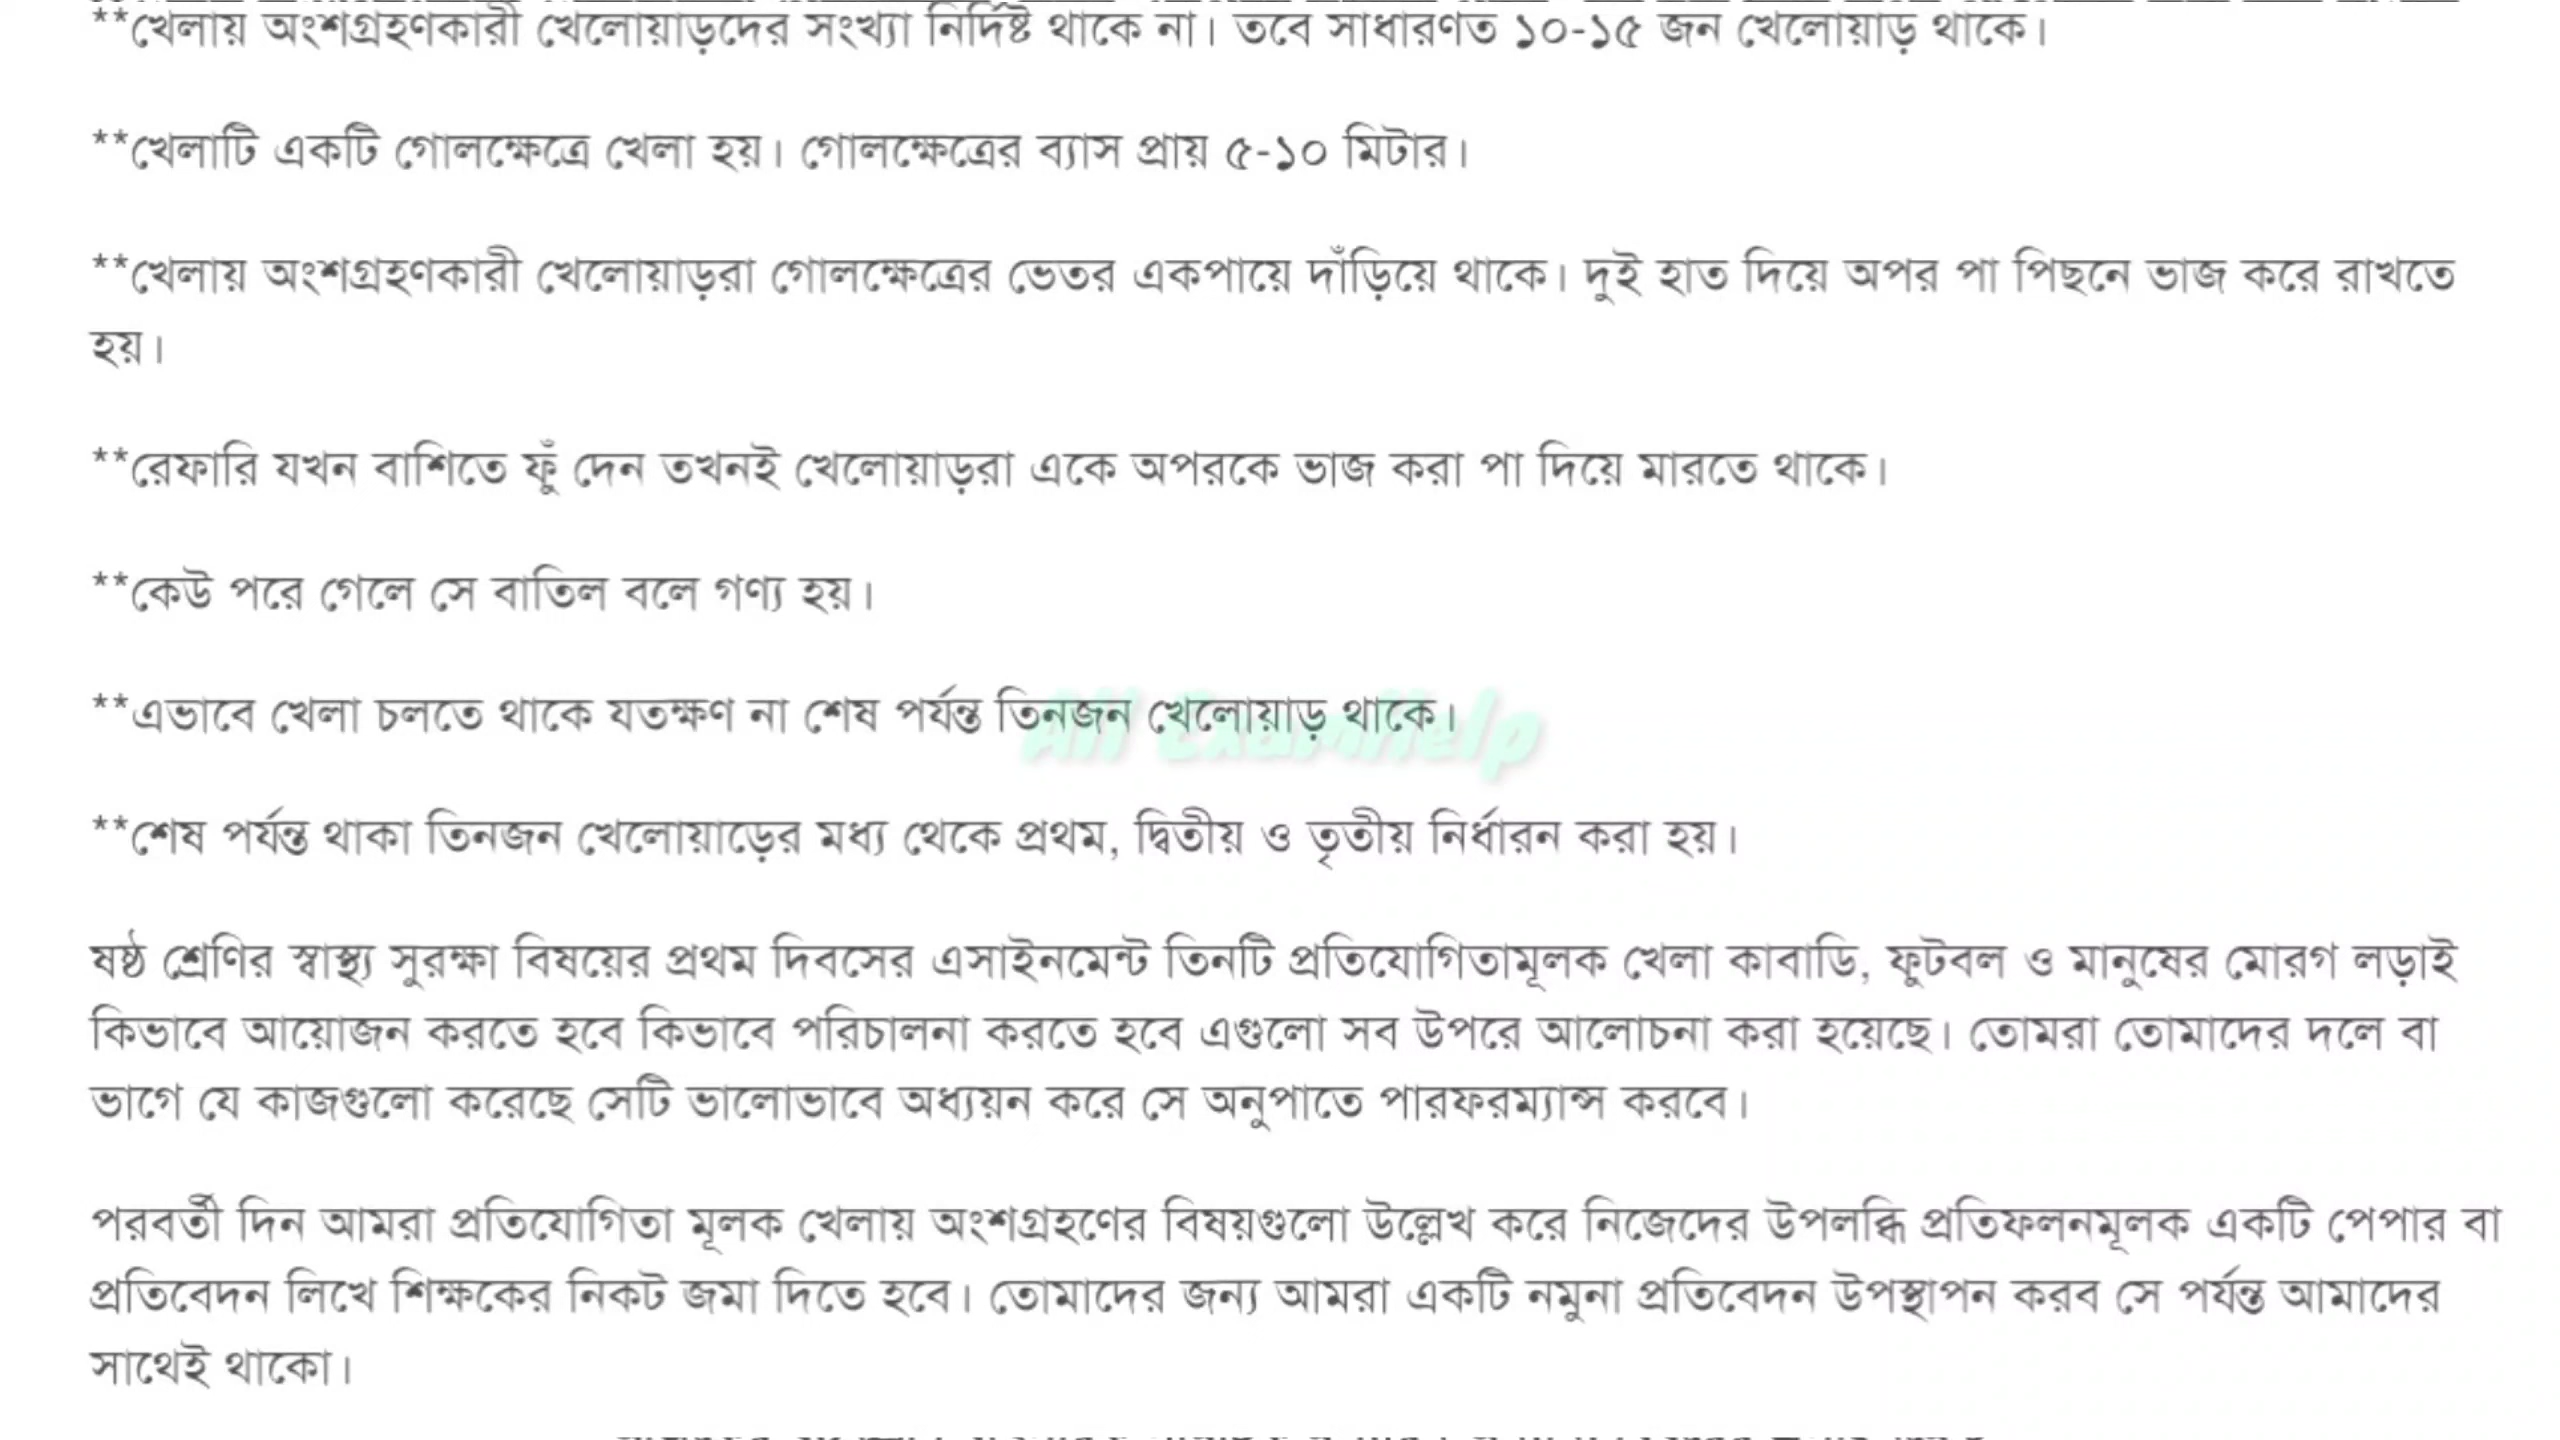 **খেলায় অংশগ্রহণকারী খেলোয়াড়দের সংখ্যা নির্দিষ্ট থাকে না। তবে সাধারণত ১০-১৫ জন খেলোয়াড় থাকে।
**খেলাটি একটি গোলক্ষেত্রে খেলা হয়। গোলক্ষেত্রের ব্যাস প্রায় ৫-১০ মিটার।
**খেলায় অংশগ্রহণকারী খেলোয়াড়রা গোলক্ষেত্রের ভেতর একপায়ে দাঁড়িয়ে থাকে। দুই হাত দিয়ে অপর পা পিছনে ভাজ করে রাখতে
হয়।
**রেফারি যখন বাশিতে ফুঁ দেন তখনই খেলোয়াড়রা একে অপরকে ভাজ করা পা দিয়ে মারতে থাকে।
**কেউ পরে গেলে সে বাতিল বলে গণ্য হয়।
**এভাবে খেলা চলতে থাকে যতক্ষণ না শেষ পর্যন্ত তিনজন খেলোয়াড় থাকে।
All ExamHelp
**শেষ পর্যন্ত থাকা তিনজন খেলোয়াড়ের মধ্য থেকে প্রথম, দ্বিতীয় ও তৃতীয় নির্ধারন করা হয়।
ষষ্ঠ শ্রেণির স্বাস্থ্য সুরক্ষা বিষয়ের প্রথম দিবসের এসাইনমেন্ট তিনটি প্রতিযোগিতামূলক খেলা কাবাডি, ফুটবল ও মানুষের মোরগ লড়াই
কিভাবে আয়োজন করতে হবে কিভাবে পরিচালনা করতে হবে এগুলো সব উপরে আলোচনা করা হয়েছে। তোমরা তোমাদের দলে বা
ভাগে যে কাজগুলো করেছে সেটি ভালোভাবে অধ্যয়ন করে সে অনুপাতে পারফরম্যান্স করবে।
পরবর্তী দিন আমরা প্রতিযোগিতা মূলক খেলায় অংশগ্রহণের বিষয়গুলো উল্লেখ করে নিজেদের উপলব্ধি প্রতিফলনমূলক একটি পেপার বা
প্রতিবেদন লিখে শিক্ষকের নিকট জমা দিতে হবে। তোমাদের জন্য আমরা একটি নমুনা প্রতিবেদন উপস্থাপন করব সে পর্যন্ত আমাদের
সাথেই থাকো।